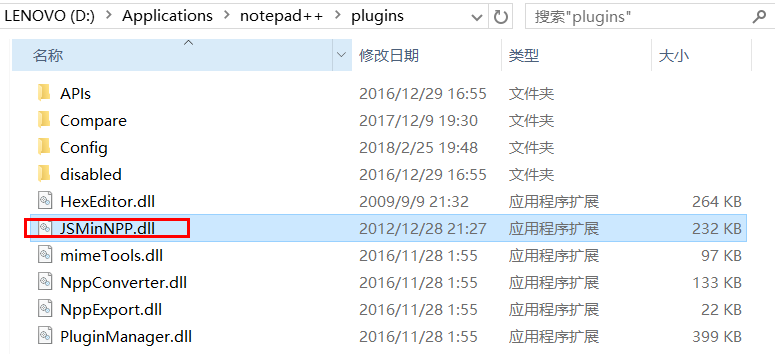 LENOVO (D:) > Applications > notepad++ > plugins 搜索"plugins"
名称 修改日期 类型 大小
APIs 2016/12/29 16:55 文件夹
Compare 2017/12/9 19:30 文件夹
Config 2018/2/25 19:48 文件夹
disabled 2016/12/29 16:55 文件夹
HexEditor.dll 2009/9/9 21:32 应用程序扩展 264 KB
JSMinNPP.dll 2012/12/28 21:27 应用程序扩展 232 KB
mimeTools.dll 2016/11/28 1:55 应用程序扩展 97 KB
NppConverter.dll 2016/11/28 1:55 应用程序扩展 133 KB
NppExport.dll 2016/11/28 1:55 应用程序扩展 22 KB
PluginManager.dll 2016/11/28 1:55 应用程序扩展 399 KB